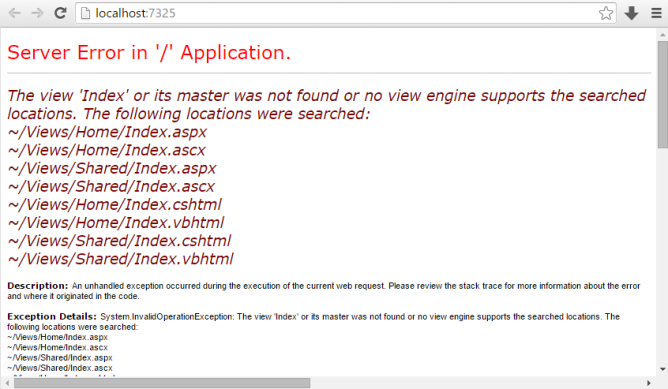 localhost:7325
Server Error in '/' Application.
The view 'Index' or its master was not found or no view engine supports the searched
locations. The following locations were searched:
~/Views/Home/Index.aspx
~/Views/Home/Index.ascx
~/Views/Shared/Index.aspx
~/Views/Shared/Index.ascx
~/Views/Home/Index.cshtml
~/Views/Home/Index.vbhtml
~/Views/Shared/Index.cshtml
~/Views/Shared/Index.vbhtml
Description: An unhandled exception occurred during the execution of the current web request. Please review the stack trace for more information about the error
and where it originated in the code.
Exception Details: System.InvalidOperationException: The view 'Index' or its master was not found or no view engine supports the searched locations. The
following locations were searched:
~/Views/Home/Index.aspx
~/Views/Home/Index.ascx
~/Views/Shared/Index.aspx
~/Views/Shared/Index.ascx